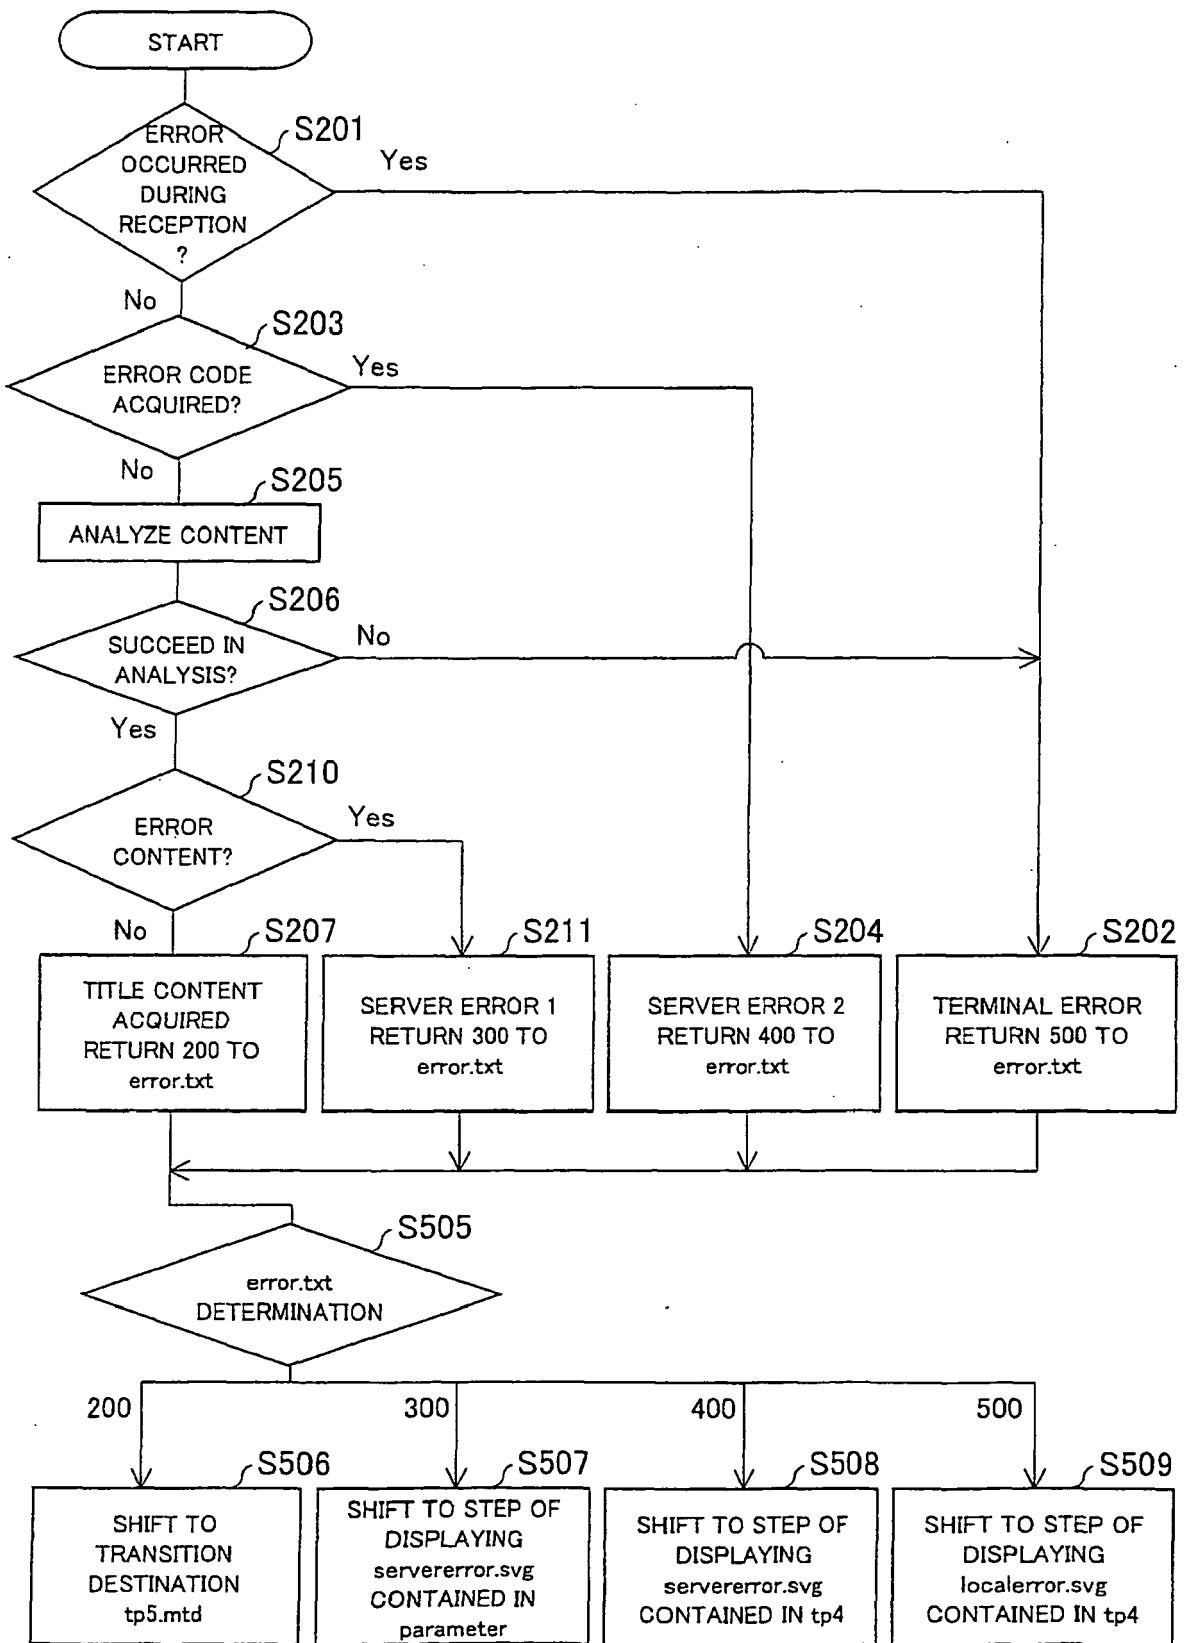 START
S201
ERROR
OCCURRED
DURING
RECEPTION
?
Yes
No
S203
ERROR CODE
ACQUIRED?
Yes
No
S205
ANALYZE CONTENT
S206
SUCCEED IN
ANALYSIS?
No
Yes
S210
ERROR
CONTENT?
Yes
No
S207
TITLE CONTENT
ACQUIRED
RETURN 200 TO
error.txt
S211
SERVER ERROR 1
RETURN 300 TO
error.txt
S204
SERVER ERROR 2
RETURN 400 TO
error.txt
S202
TERMINAL ERROR
RETURN 500 TO
error.txt
S505
error.txt
DETERMINATION
200
300
400
500
S506
SHIFT TO
TRANSITION
DESTINATION
tp5.mtd
S507
SHIFT TO STEP OF
DISPLAYING
servererror.svg
CONTAINED IN
parameter
S508
SHIFT TO STEP OF
DISPLAYING
servererror.svg
CONTAINED IN tp4
S509
SHIFT TO STEP OF
DISPLAYING
localerror.svg
CONTAINED IN tp4